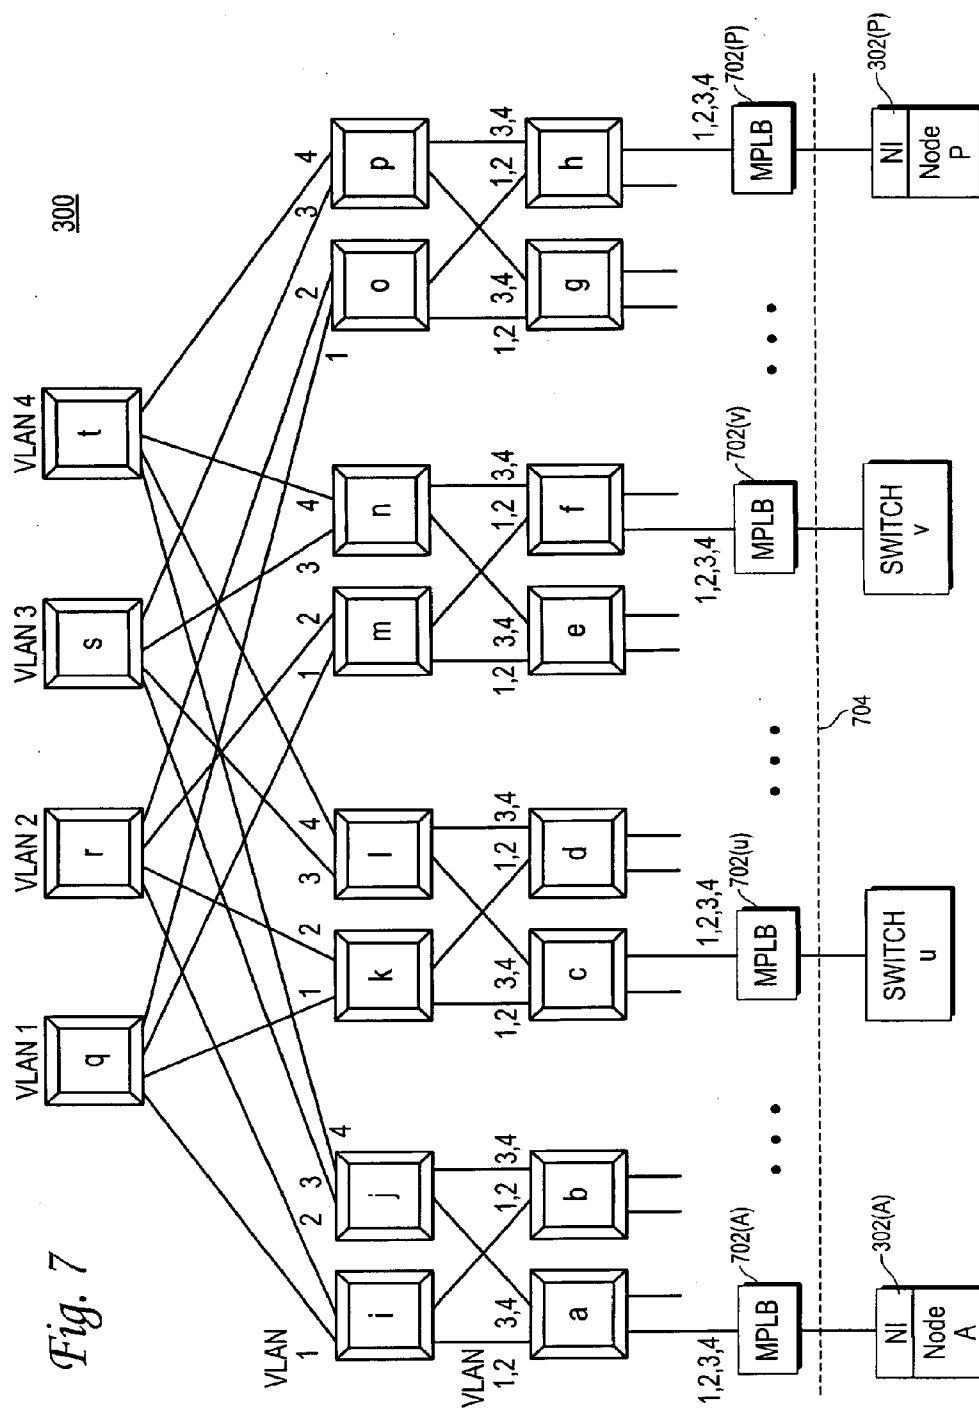 Fig. 7
300
VLAN 1
VLAN 2
VLAN 3
VLAN 4
q
r
s
t
VLAN
1
2
3
4
1
2
3
4
1
2
3
4
1
2
3
4
i
j
k
l
m
n
o
p
VLAN
1,2
3,4
1,2
3,4
1,2
3,4
1,2
3,4
1,2
3,4
1,2
3,4
1,2
3,4
1,2
3,4
a
b
c
d
e
f
g
h
1,2,3,4
702(A)
1,2,3,4
702(u)
1,2,3,4
702(v)
1,2,3,4
702(P)
MPLB
MPLB
MPLB
MPLB
704
302(A)
302(P)
NI
Node
A
SWITCH
u
SWITCH
v
NI
Node
P